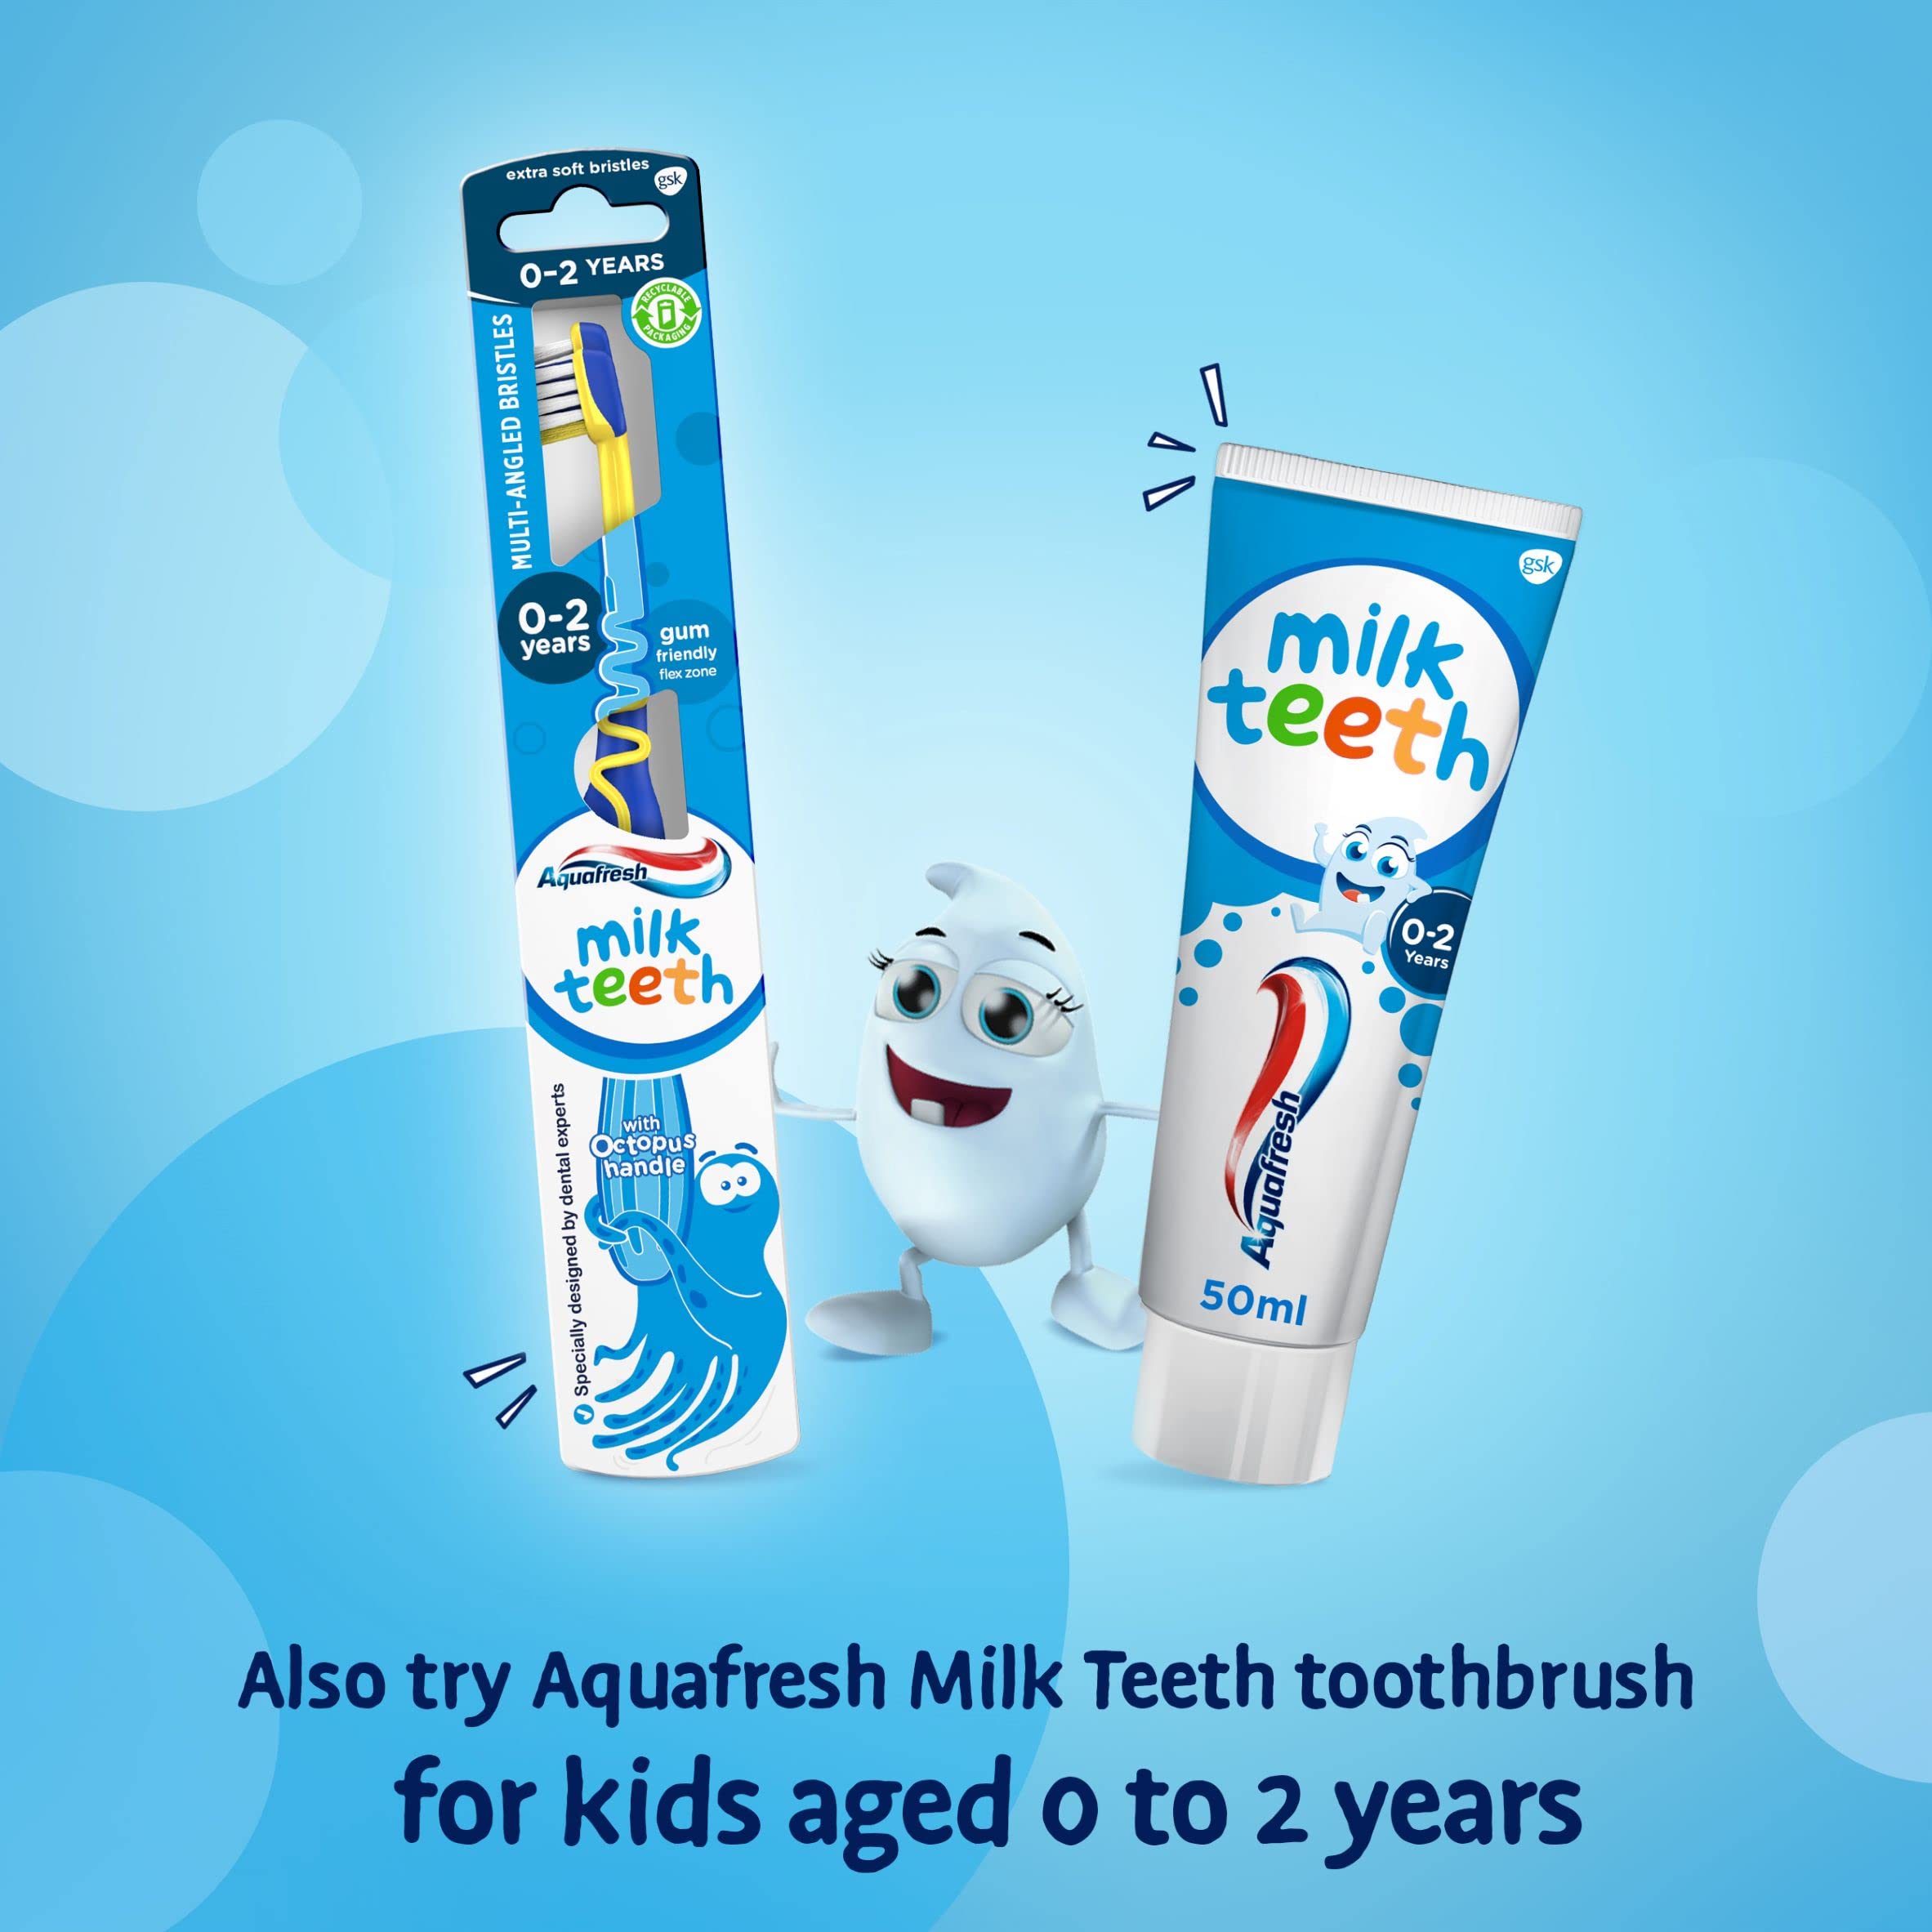 extra soft bristles
gsk
0-2 YEARS
RECYCLABLE
PACKAGING
MULTI-ANGLED BRISTLES
0-2
years
gum
friendly
flex zone
Aquafresh
milk
teeth
with
Octopus
handle
Specially designed by dental experts
gsk
milk
teeth
0-2
Years
Aquafresh
50ml
Also try Aquafresh Milk Teeth toothbrush
for kids aged 0 to 2 years